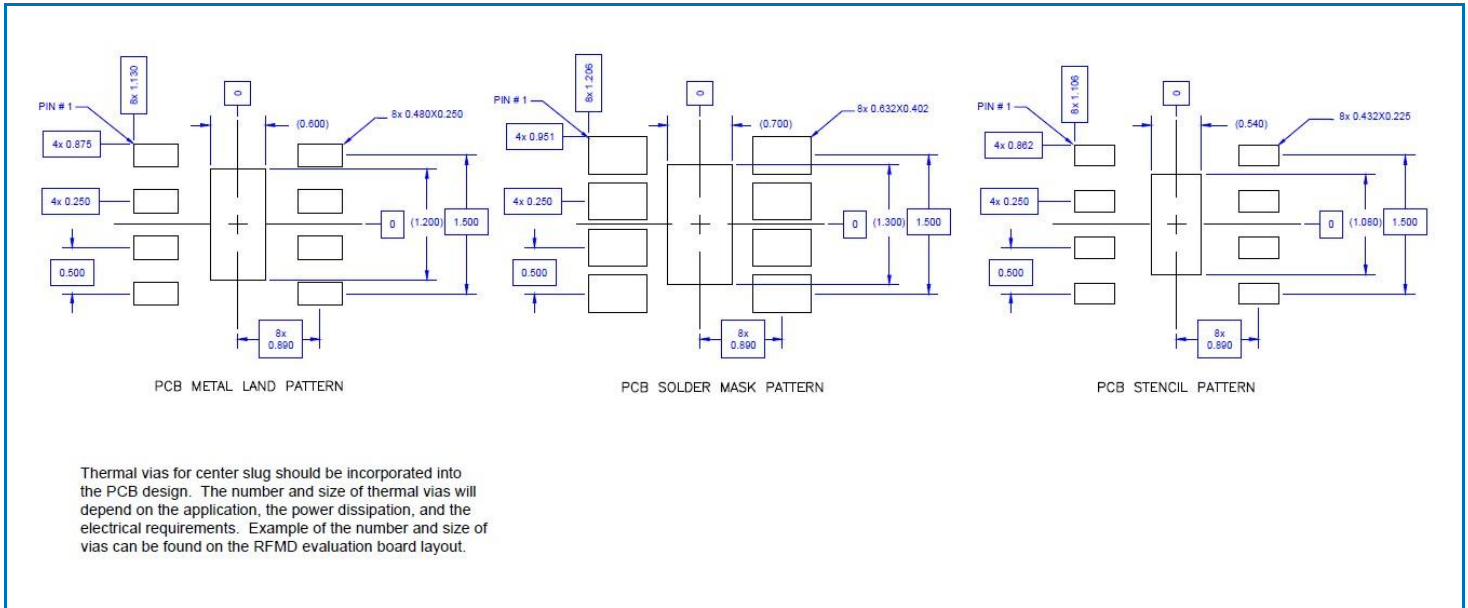 8x 1.130
0
PIN # 1
(0.600)
8x 0.480X0.250
4x 0.875
4x 0.250
0
(1.200)
1.500
0.500
8x
0.890
PCB METAL LAND PATTERN
8x 1.206
0
PIN # 1
(0.700)
8x 0.632X0.402
4x 0.951
4x 0.250
0
(1.300)
1.500
0.500
8x
0.890
PCB SOLDER MASK PATTERN
8x 1.106
0
PIN # 1
(0.540)
8x 0.432X0.225
4x 0.862
4x 0.250
0
(1.080)
1.500
0.500
8x
0.890
PCB STENCIL PATTERN
Thermal vias for center slug should be incorporated into
the PCB design. The number and size of thermal vias will
depend on the application, the power dissipation, and the
electrical requirements. Example of the number and size of
vias can be found on the RFMD evaluation board layout.